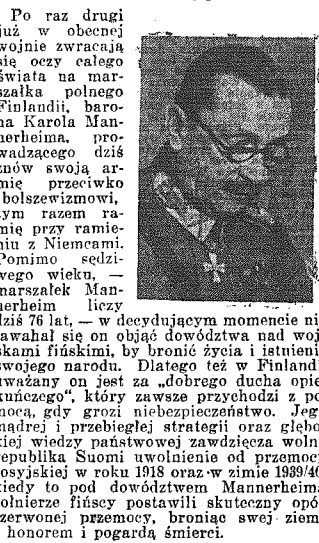 Po raz drugi
już w obecnej
wojnie zwracają
się oczy całego
świata na mar-
szałka polnego
Finlandii, baro-
na Karola Man-
nerheima, pro-
wadzącego dziś
znów swoją ar-
mię przeciwko
bolszewizmowi,
tym razem ra-
mię przy ramie-
niu z Niemcami.
Pomimo sędzi-
wego wieku, —
marszałek Man-
nerheim liczy
dziś 76 lat, — w decydującym momencie ni
zawahał się on objąć dowództwa nad woj
skami fińskimi, by bronić życia i istnieni
swojego narodu. Dlatego też w Finlandi
uważany on jest za „dobrego ducha opie
kuńczego", który zawsze przychodzi z po
mocą, gdy grozi niebezpieczeństwo. Jeg
mądrej i przebiegłej strategii oraz głębo
kiej wiedzy państwowej zawdzięcza woln
republika Suomi uwolnienie od przemoc
rosyjskiej w roku 1918 oraz w zimie 1939/40
kiedy to pod dowództwem Mannerheima
żołnierze fińscy postawili skuteczny opó
czerwonej przemocy, broniąc swej ziem
z honorem i pogardą śmierci.